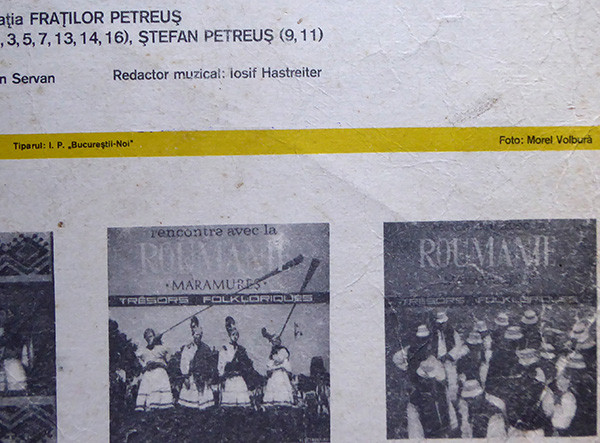 ația FRAȚILOR PETREUȘ
, 3, 5, 7, 13, 14, 16), ȘTEFAN PETREUȘ (9, 11)
n Servan
Redactor muzical: Iosif Hastreiter
Tiparul: I. P. „Bucureștii-Noi"
Foto: Morel Volbură
rencontre avec la
ROUMANIE
• MARAMUREȘ •
TRÉSORS FOLKLORIQUES
ROUMANIE
TRÉSORS FOLKLORIQUES